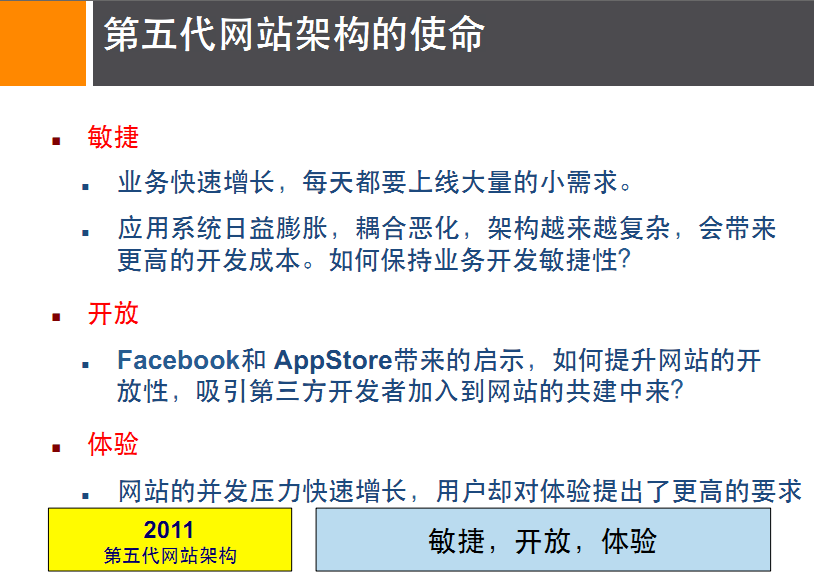 第五代网站架构的使命
敏捷
业务快速增长，每天都要上线大量的小需求。
应用系统日益膨胀，耦合恶化，架构越来越复杂，会带来
更高的开发成本。如何保持业务开发敏捷性？
开放
Facebook和 AppStore带来的启示，如何提升网站的开
放性，吸引第三方开发者加入到网站的共建中来？
体验
网站的并发压力快速增长，用户却对体验提出了更高的要求
2011
第五代网站架构
敏捷，开放，体验